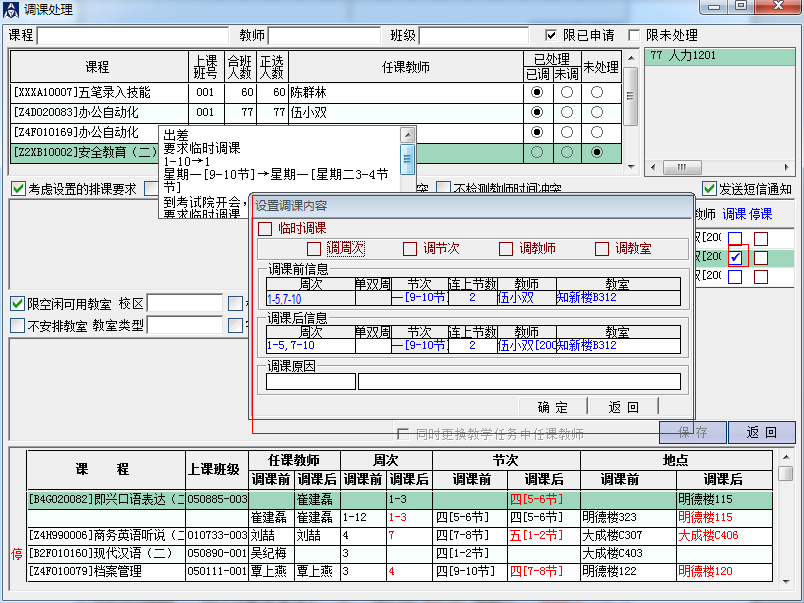 调课处理
课程 教师 班级 限已申请 限未处理
课程 上课班号 合班人数 正选人数 任课教师 已处理 已调 未调 未处理
77 人力1201
[XXXA10007]五笔录入技能 001 60 60 陈群林
[Z4D020083]办公自动化 001 77 77 伍小双
[Z4F010169]办公自动化
[Z2XB10002]安全教育（二）
出差
要求临时调课
1-10→1
星期一[9-10节]→星期一[星期二3-4节
节]
到考试院开会，
要求临时调课
考虑设置的排课要求 突 不检测教师时间冲突 发送短信通知
设置调课内容
教师 调课 停课
临时调课
调周次 调节次 调教师 调教室
双[200
双[200
双[200
调课前信息
周次 单双周 节次 连上节数 教师 教室
1-5,7-10 一[9-10节] 2 伍小双 知新楼B312
限空闲可用教室 校区
调课后信息
不安排教室 教室类型
周次 单双周 节次 连上节数 教师 教室
1-5,7-10 一[9-10节] 2 伍小双[200 知新楼B312
调课原因
确 定 返 回
同时更换教学任务中任课教师 保 存 返 回
课 程 上课班级 任课教师 周次 节次 地点
调课前 调课后 调课前 调课后 调课前 调课后 调课前 调课后
[B4G020082]即兴口语表达（二 050885-003 崔建磊 1-3 四[5-6节] 明德楼115
崔建磊 崔建磊 1-12 1-3 四[5-6节] 四[5-6节] 明德楼323 明德楼115
[Z4H990006]商务英语听说（二 010733-003 刘喆 刘喆 4 7 四[7-8节] 五[1-2节] 大成楼C307 大成楼C406
停 [B2F010160]现代汉语（二） 050890-001 吴纪梅 3 四[1-2节] 大成楼C403
[Z4F010079]档案管理 050111-001 覃上燕 覃上燕 3 4 四[9-10节] 四[7-8节] 明德楼122 明德楼120